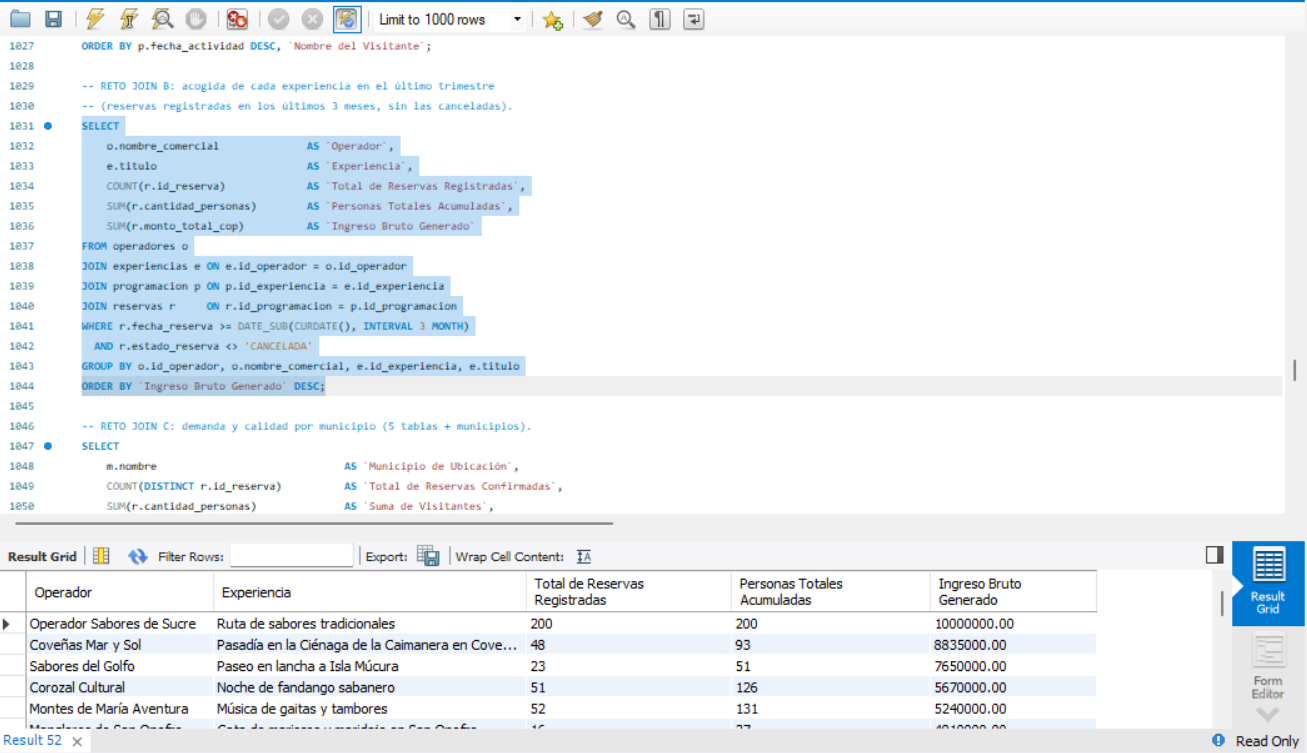 Limit to 1000 rows
1027 ORDER BY p.fecha_actividad DESC, `Nombre del Visitante`;
1028
1029 -- RETO JOIN B: acogida de cada experiencia en el último trimestre
1030 -- (reservas registradas en los últimos 3 meses, sin las canceladas).
1031 SELECT
1032 o.nombre_comercial AS `Operador`,
1033 e.titulo AS `Experiencia`,
1034 COUNT(r.id_reserva) AS `Total de Reservas Registradas`,
1035 SUM(r.cantidad_personas) AS `Personas Totales Acumuladas`,
1036 SUM(r.monto_total_cop) AS `Ingreso Bruto Generado`
1037 FROM operadores o
1038 JOIN experiencias e ON e.id_operador = o.id_operador
1039 JOIN programacion p ON p.id_experiencia = e.id_experiencia
1040 JOIN reservas r ON r.id_programacion = p.id_programacion
1041 WHERE r.fecha_reserva >= DATE_SUB(CURDATE(), INTERVAL 3 MONTH)
1042 AND r.estado_reserva <> 'CANCELADA'
1043 GROUP BY o.id_operador, o.nombre_comercial, e.id_experiencia, e.titulo
1044 ORDER BY `Ingreso Bruto Generado` DESC;
1045
1046 -- RETO JOIN C: demanda y calidad por municipio (5 tablas + municipios).
1047 SELECT
1048 m.nombre AS `Municipio de Ubicación`,
1049 COUNT(DISTINCT r.id_reserva) AS `Total de Reservas Confirmadas`,
1050 SUM(r.cantidad_personas) AS `Suma de Visitantes`,
Result Grid Filter Rows: Export: Wrap Cell Content:
Operador Experiencia Total de Reservas Registradas Personas Totales Acumuladas Ingreso Bruto Generado
Operador Sabores de Sucre Ruta de sabores tradicionales 200 200 10000000.00
Coveñas Mar y Sol Pasadía en la Ciénaga de la Caimanera en Cove... 48 93 8835000.00
Sabores del Golfo Paseo en lancha a Isla Múcura 23 51 7650000.00
Corozal Cultural Noche de fandango sabanero 51 126 5670000.00
Montes de María Aventura Música de gaitas y tambores 52 131 5240000.00
Result Grid
Form Editor
Result 52
Read Only